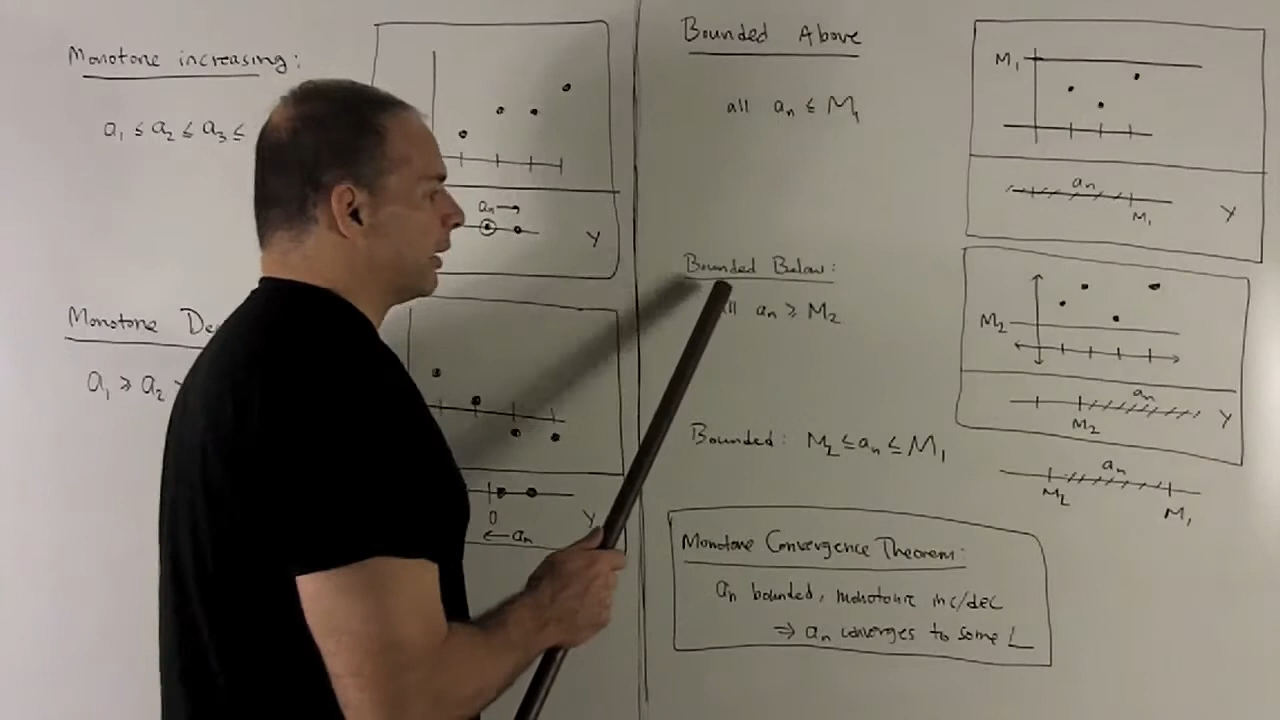 Monotone increasing:
a₁ ≤ a₂ ≤ a₃ ≤
aₙ →
Y
Monotone
a₁ ≥ a₂
0
Y
← aₙ
Bounded Above
all aₙ ≤ M₁
M₁
aₙ
M₁
Y
Bounded Below:
aₙ ≥ M₂
M₂
aₙ
M₂
Y
Bounded: M₂ ≤ aₙ ≤ M₁
aₙ
M₂
M₁
Monotone Convergence Theorem:
aₙ bounded, monotone inc/dec
⇒ aₙ converges to some L